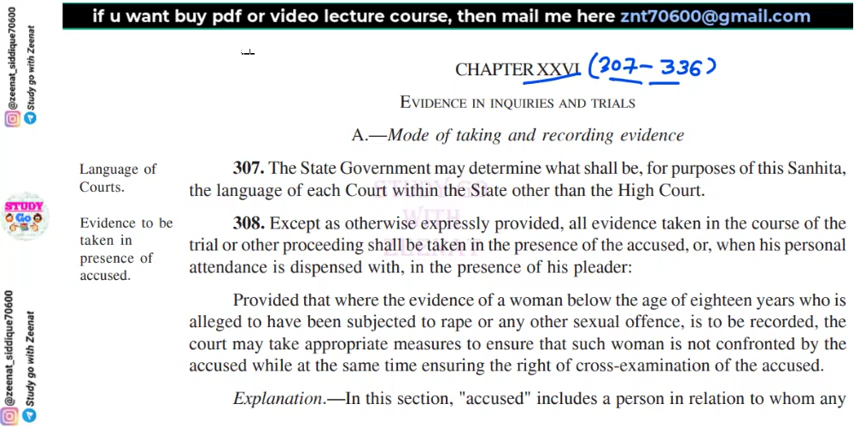 if u want buy pdf or video lecture course, then mail me here znt70600@gmail.com
@zeenat_siddique70600
Study go with Zeenat
CHAPTER XXVI (307-336)
EVIDENCE IN INQUIRIES AND TRIALS
A.—Mode of taking and recording evidence
Language of
Courts.
307. The State Government may determine what shall be, for purposes of this Sanhita,
the language of each Court within the State other than the High Court.
STUDY GO
WITH
ZEENAT
STUDY
Go
Evidence to be
taken in
presence of
accused.
308. Except as otherwise expressly provided, all evidence taken in the course of the
trial or other proceeding shall be taken in the presence of the accused, or, when his personal
attendance is dispensed with, in the presence of his pleader:
Provided that where the evidence of a woman below the age of eighteen years who is
alleged to have been subjected to rape or any other sexual offence, is to be recorded, the
court may take appropriate measures to ensure that such woman is not confronted by the
accused while at the same time ensuring the right of cross-examination of the accused.
Explanation.—In this section, "accused" includes a person in relation to whom any
@zeenat_siddique70600
Study go with Zeenat